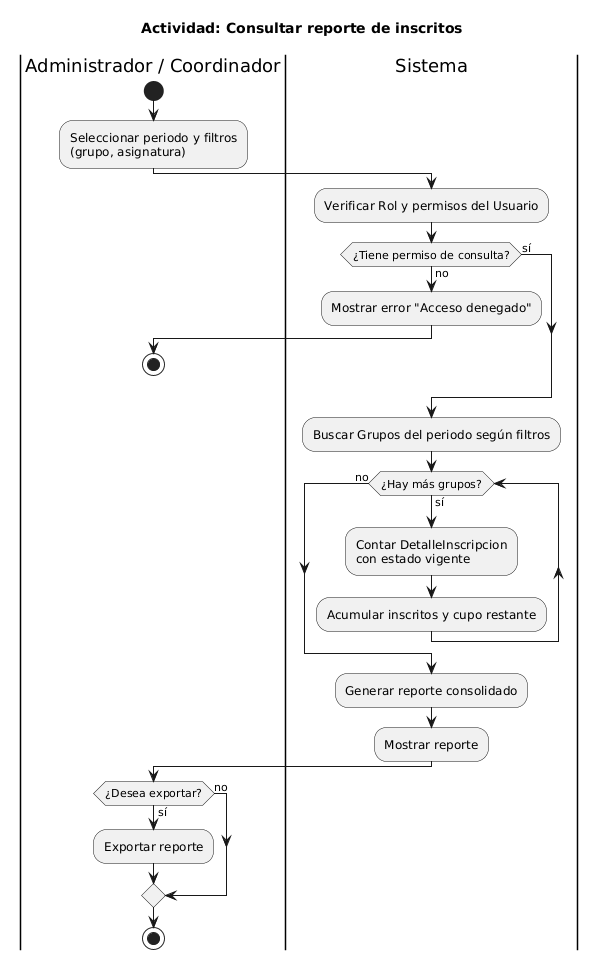 Actividad: Consultar reporte de inscritos
Administrador / Coordinador
Sistema
Seleccionar periodo y filtros
(grupo, asignatura)
Verificar Rol y permisos del Usuario
¿Tiene permiso de consulta?
sí
no
Mostrar error "Acceso denegado"
Buscar Grupos del periodo según filtros
no
¿Hay más grupos?
sí
Contar DetalleInscripcion
con estado vigente
Acumular inscritos y cupo restante
Generar reporte consolidado
Mostrar reporte
¿Desea exportar?
no
sí
Exportar reporte